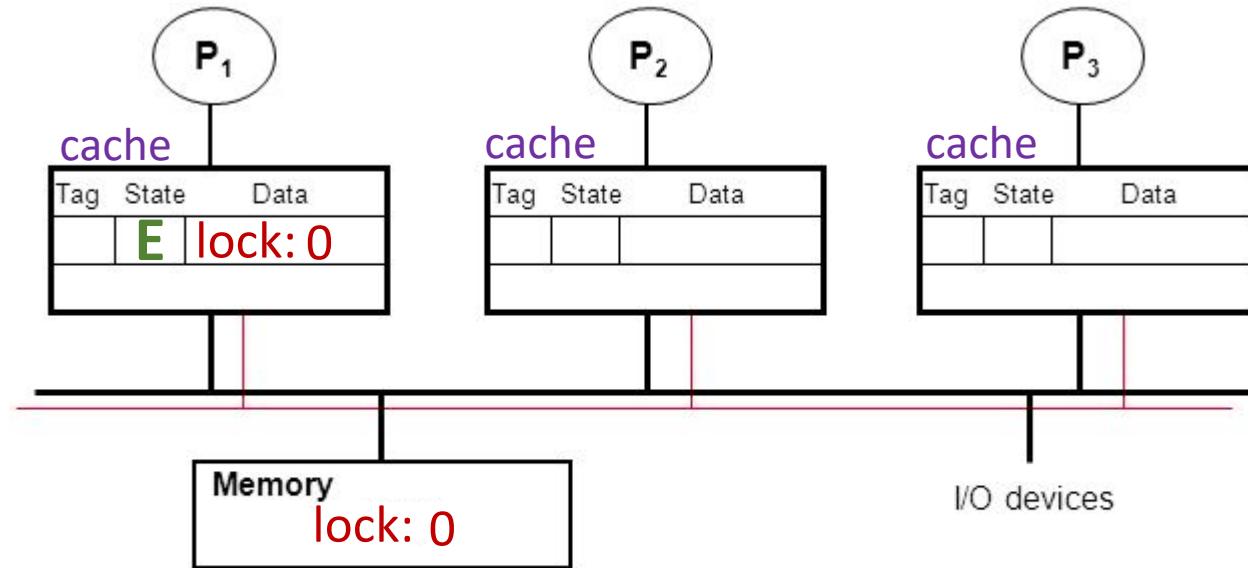 P1 P2 P3
cache cache cache
Tag State Data Tag State Data Tag State Data
E lock: 0
Memory
lock: 0
I/O devices